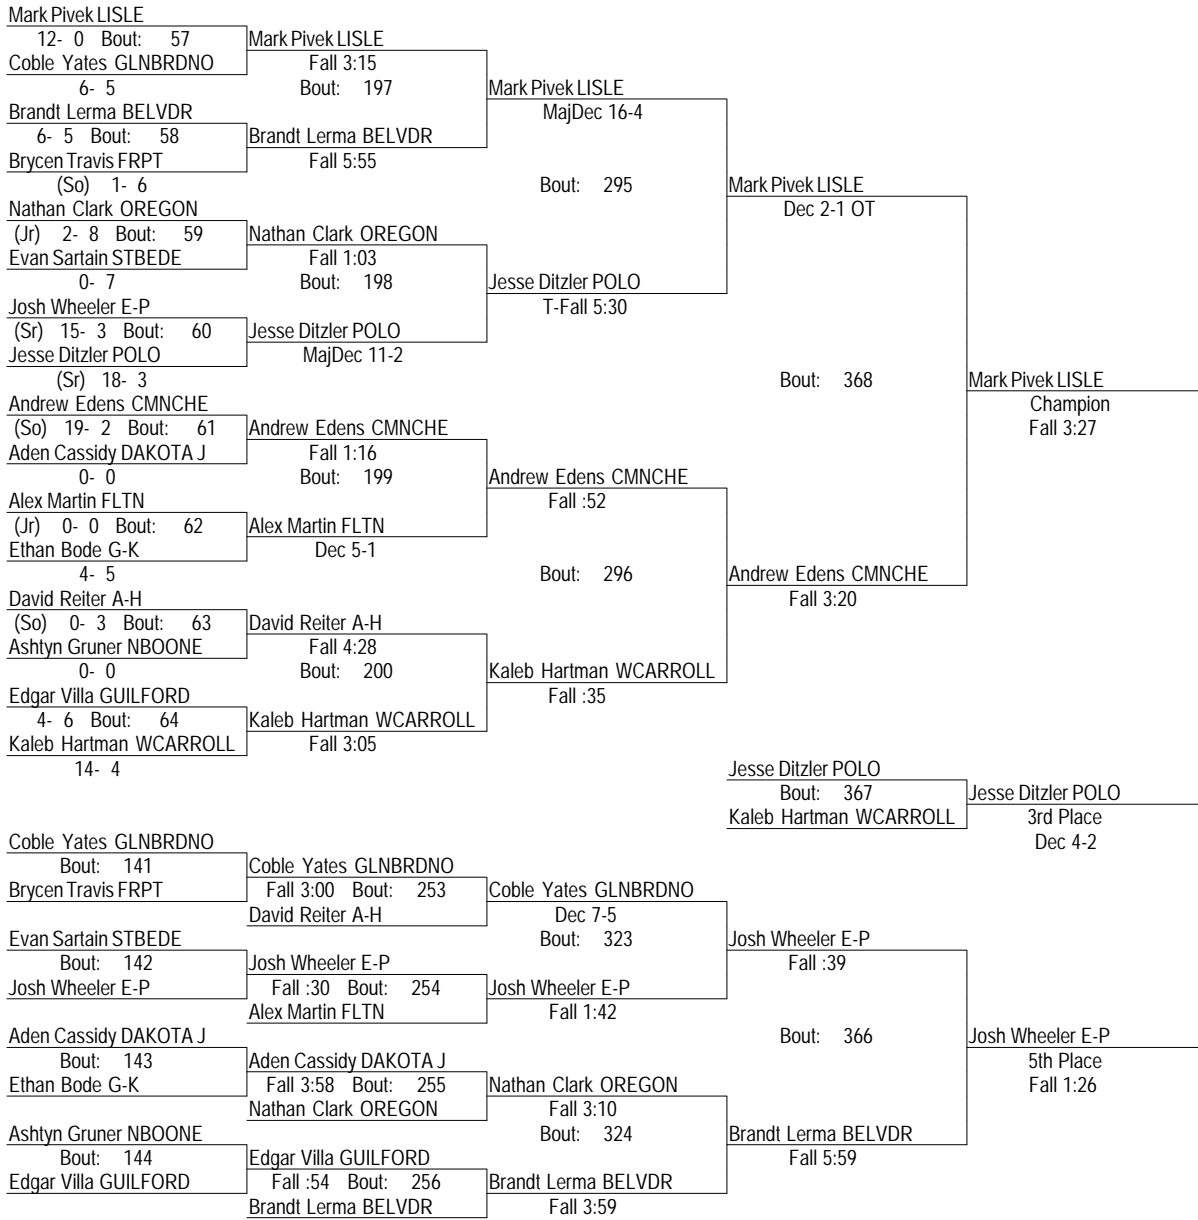 Mark Pivek LISLE
12- 0 Bout: 57
Mark Pivek LISLE
Coble Yates GLNBRDNO
Fall 3:15
6- 5
Bout: 197
Mark Pivek LISLE
Brandt Lerma BELVDR
MajDec 16-4
6- 5 Bout: 58
Brandt Lerma BELVDR
Brycen Travis FRPT
Fall 5:55
(So) 1- 6
Bout: 295
Mark Pivek LISLE
Nathan Clark OREGON
Dec 2-1 OT
(Jr) 2- 8 Bout: 59
Nathan Clark OREGON
Evan Sartain STBEDE
Fall 1:03
0- 7
Bout: 198
Jesse Ditzler POLO
Josh Wheeler E-P
T-Fall 5:30
(Sr) 15- 3 Bout: 60
Jesse Ditzler POLO
Jesse Ditzler POLO
MajDec 11-2
(Sr) 18- 3
Bout: 368
Mark Pivek LISLE
Andrew Edens CMNCHE
Champion
(So) 19- 2 Bout: 61
Andrew Edens CMNCHE
Fall 3:27
Aden Cassidy DAKOTA J
Fall 1:16
0- 0
Bout: 199
Andrew Edens CMNCHE
Alex Martin FLTN
Fall :52
(Jr) 0- 0 Bout: 62
Alex Martin FLTN
Ethan Bode G-K
Dec 5-1
4- 5
Bout: 296
Andrew Edens CMNCHE
David Reiter A-H
Fall 3:20
(So) 0- 3 Bout: 63
David Reiter A-H
Ashtyn Gruner NBOONE
Fall 4:28
0- 0
Bout: 200
Kaleb Hartman WCARROLL
Edgar Villa GUILFORD
Fall :35
4- 6 Bout: 64
Kaleb Hartman WCARROLL
Kaleb Hartman WCARROLL
Fall 3:05
14- 4
Jesse Ditzler POLO
Bout: 367
Jesse Ditzler POLO
Kaleb Hartman WCARROLL
3rd Place
Dec 4-2
Coble Yates GLNBRDNO
Bout: 141
Coble Yates GLNBRDNO
Brycen Travis FRPT
Fall 3:00 Bout: 253
Coble Yates GLNBRDNO
David Reiter A-H
Dec 7-5
Evan Sartain STBEDE
Bout: 323
Josh Wheeler E-P
Bout: 142
Josh Wheeler E-P
Fall :39
Josh Wheeler E-P
Fall :30 Bout: 254
Josh Wheeler E-P
Alex Martin FLTN
Fall 1:42
Aden Cassidy DAKOTA J
Bout: 366
Josh Wheeler E-P
Bout: 143
Aden Cassidy DAKOTA J
5th Place
Ethan Bode G-K
Fall 3:58 Bout: 255
Nathan Clark OREGON
Fall 1:26
Nathan Clark OREGON
Fall 3:10
Ashtyn Gruner NBOONE
Bout: 324
Brandt Lerma BELVDR
Bout: 144
Edgar Villa GUILFORD
Fall 5:59
Edgar Villa GUILFORD
Fall :54 Bout: 256
Brandt Lerma BELVDR
Brandt Lerma BELVDR
Fall 3:59